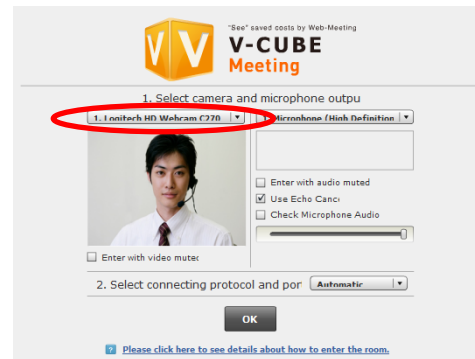 "See" saved costs by Web-Meeting
V-CUBE
Meeting
1. Select camera and microphone outpu
1. Logitech HD Webcam C270
1. Microphone (High Definition
Enter with audio muted
Use Echo Canc
Check Microphone Audio
Enter with video muted
2. Select connecting protocol and por
Automatic
OK
? Please click here to see details about how to enter the room.